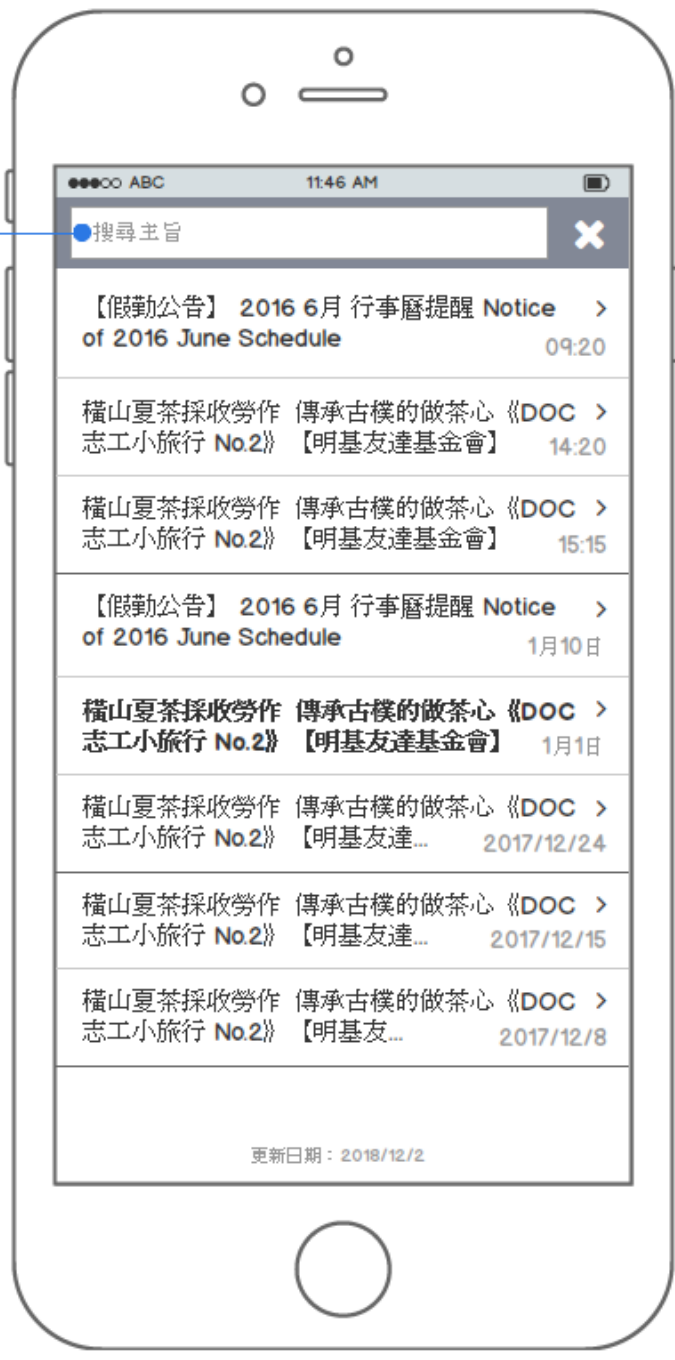 ABC 11:46 AM
搜尋主旨
【假勤公告】 2016 6月 行事曆提醒 Notice
of 2016 June Schedule 09:20
橫山夏茶採收勞作 傳承古樸的做茶心《DOC
志工小旅行 No.2》【明基友達基金會】 14:20
橫山夏茶採收勞作 傳承古樸的做茶心《DOC
志工小旅行 No.2》【明基友達基金會】 15:15
【假勤公告】 2016 6月 行事曆提醒 Notice
of 2016 June Schedule 1月10日
橫山夏茶採收勞作 傳承古樸的做茶心《DOC
志工小旅行 No.2》【明基友達基金會】 1月1日
橫山夏茶採收勞作 傳承古樸的做茶心《DOC
志工小旅行 No.2》【明基友達... 2017/12/24
橫山夏茶採收勞作 傳承古樸的做茶心《DOC
志工小旅行 No.2》【明基友達... 2017/12/15
橫山夏茶採收勞作 傳承古樸的做茶心《DOC
志工小旅行 No.2》【明基友... 2017/12/8
更新日期：2018/12/2